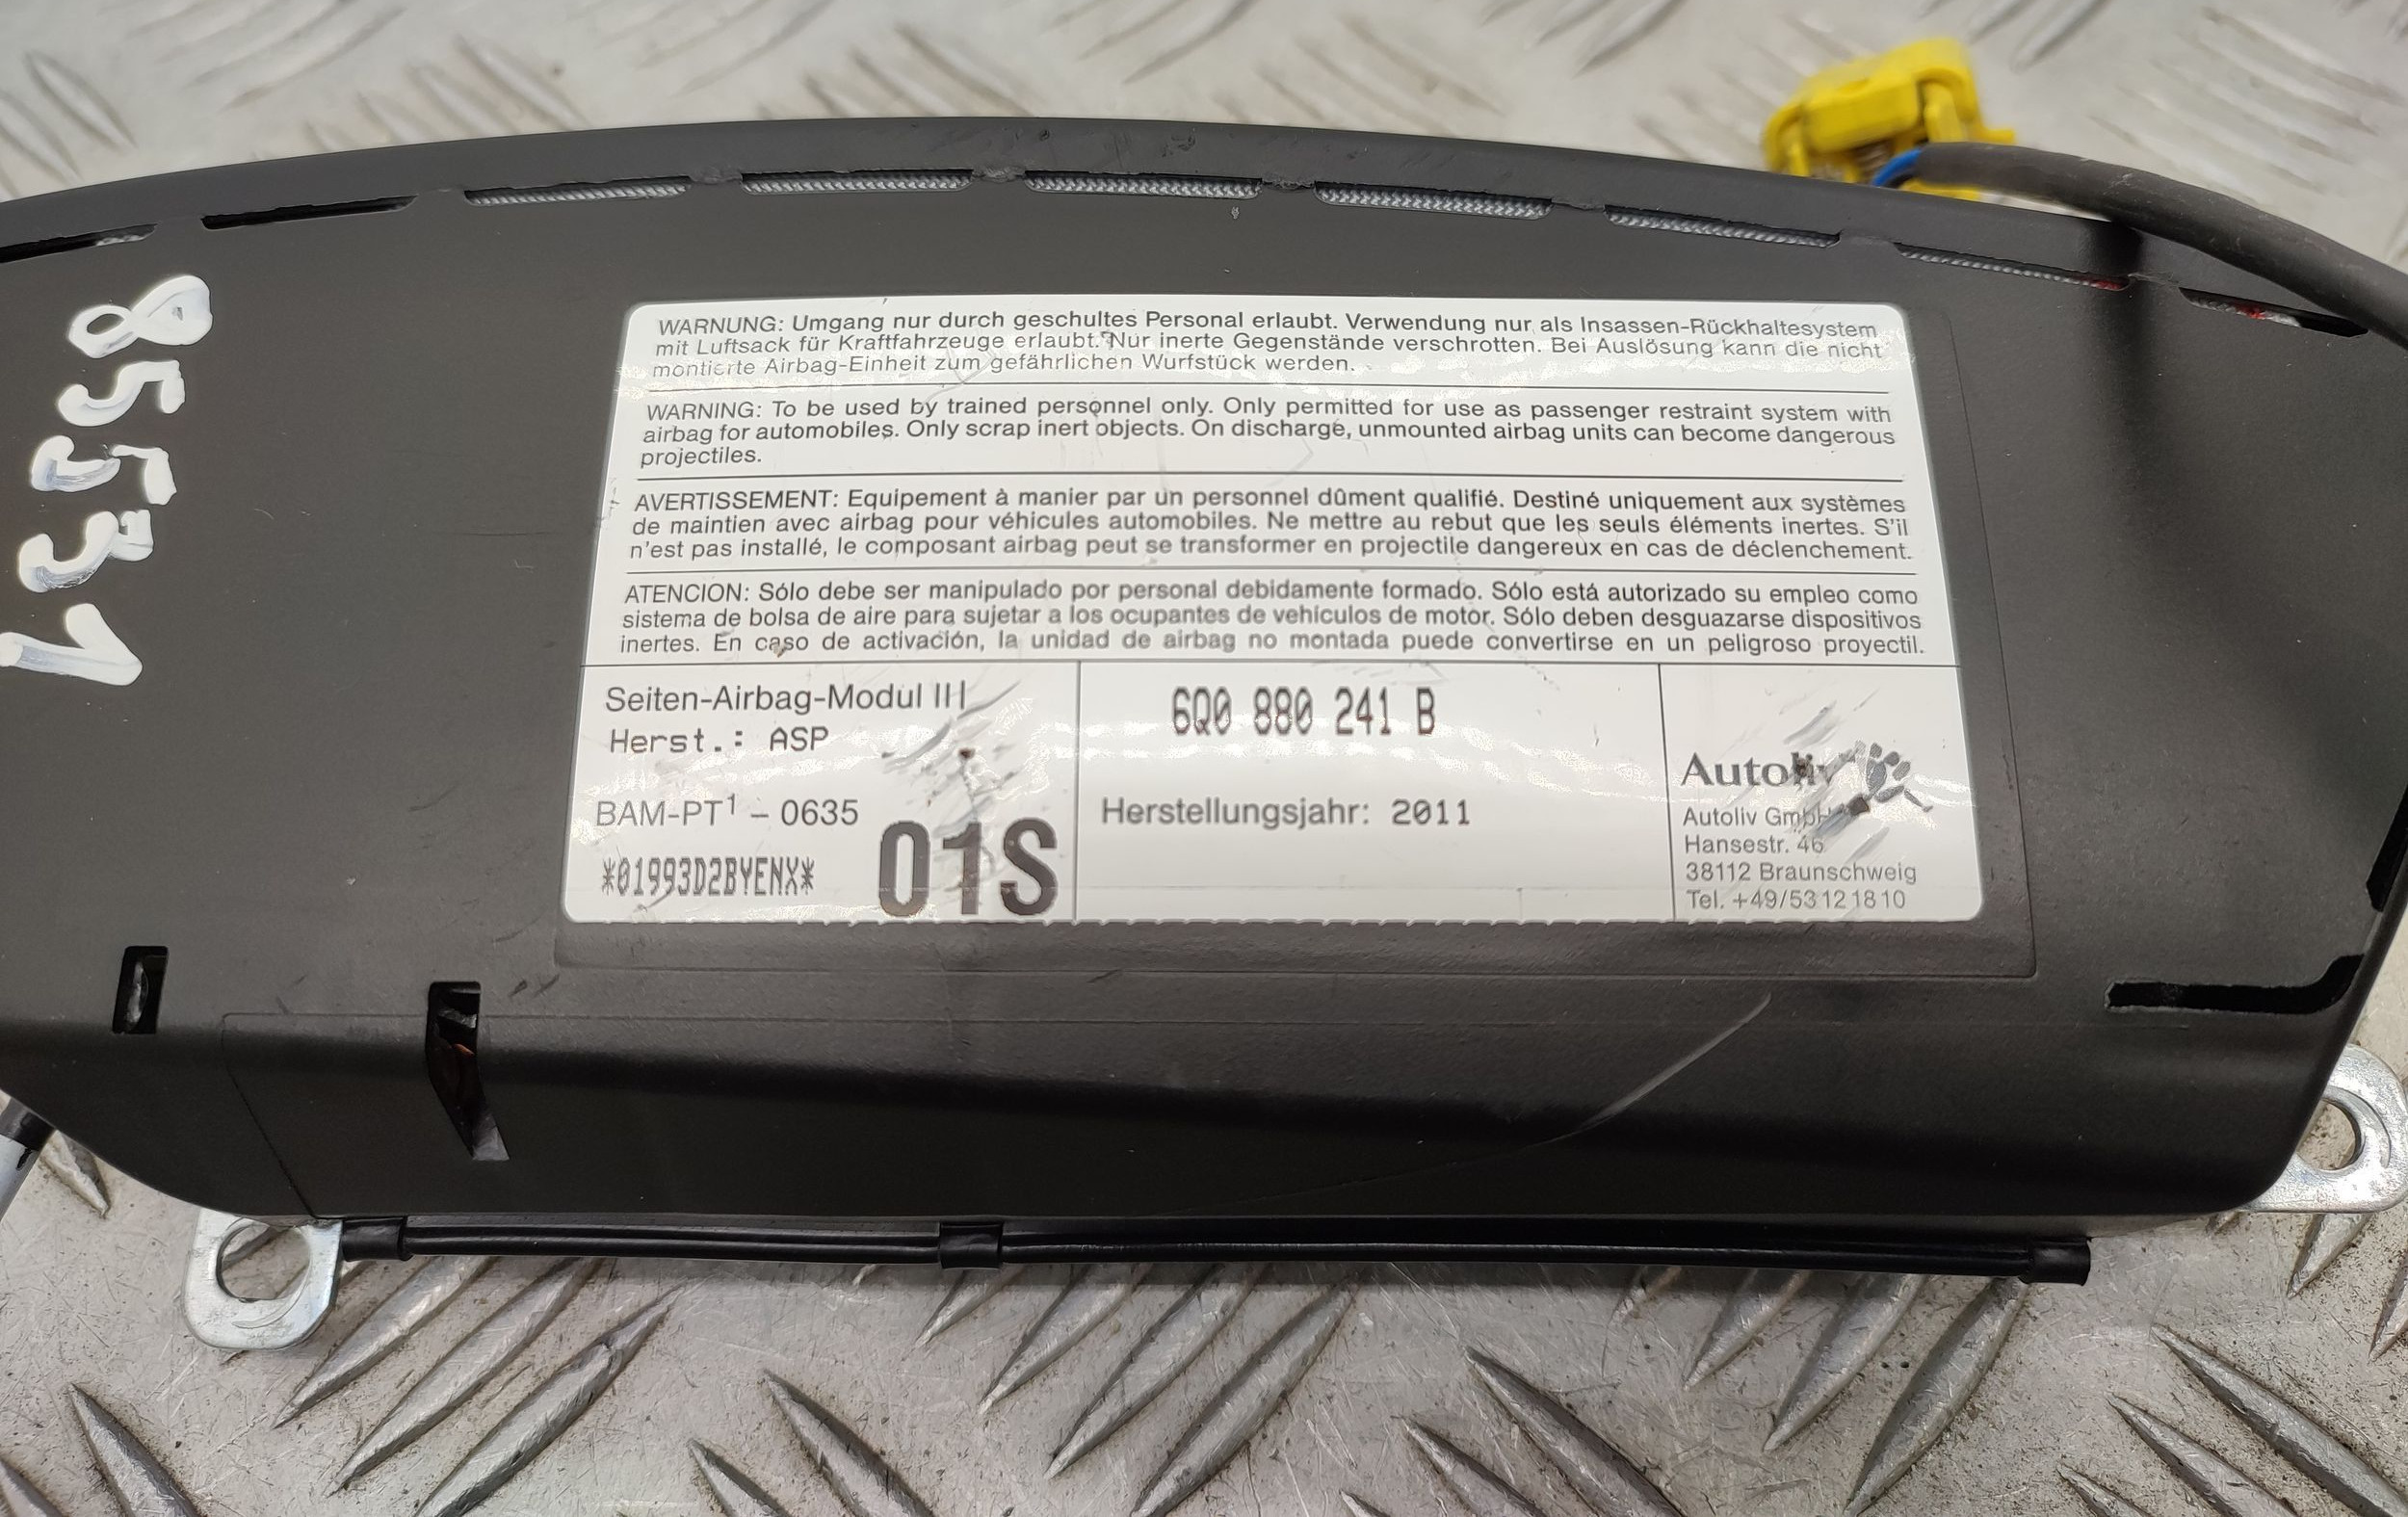 85531
WARNUNG: Umgang nur durch geschultes Personal erlaubt. Verwendung nur als Insassen-Rückhaltesystem
mit Luftsack für Kraftfahrzeuge erlaubt. Nur inerte Gegenstände verschrotten. Bei Auslösung kann die nicht
montierte Airbag-Einheit zum gefährlichen Wurfstück werden.
WARNING: To be used by trained personnel only. Only permitted for use as passenger restraint system with
airbag for automobiles. Only scrap inert objects. On discharge, unmounted airbag units can become dangerous
projectiles.
AVERTISSEMENT: Equipement à manier par un personnel dûment qualifié. Destiné uniquement aux systèmes
de maintien avec airbag pour véhicules automobiles. Ne mettre au rebut que les seuls éléments inertes. S'il
n'est pas installé, le composant airbag peut se transformer en projectile dangereux en cas de déclenchement.
ATENCION: Sólo debe ser manipulado por personal debidamente formado. Sólo está autorizado su empleo como
sistema de bolsa de aire para sujetar a los ocupantes de vehículos de motor. Sólo deben desguazarse dispositivos
inertes. En caso de activación, la unidad de airbag no montada puede convertirse en un peligroso proyectil.
Seiten-Airbag-Modul III
Herst.: ASP
BAM-PT1 – 0635
*01993D2BYENX*
01S
6Q0 880 241 B
Herstellungsjahr: 2011
Autoliv
Autoliv GmbH
Hansestr. 46
38112 Braunschweig
Tel. +49/53121810